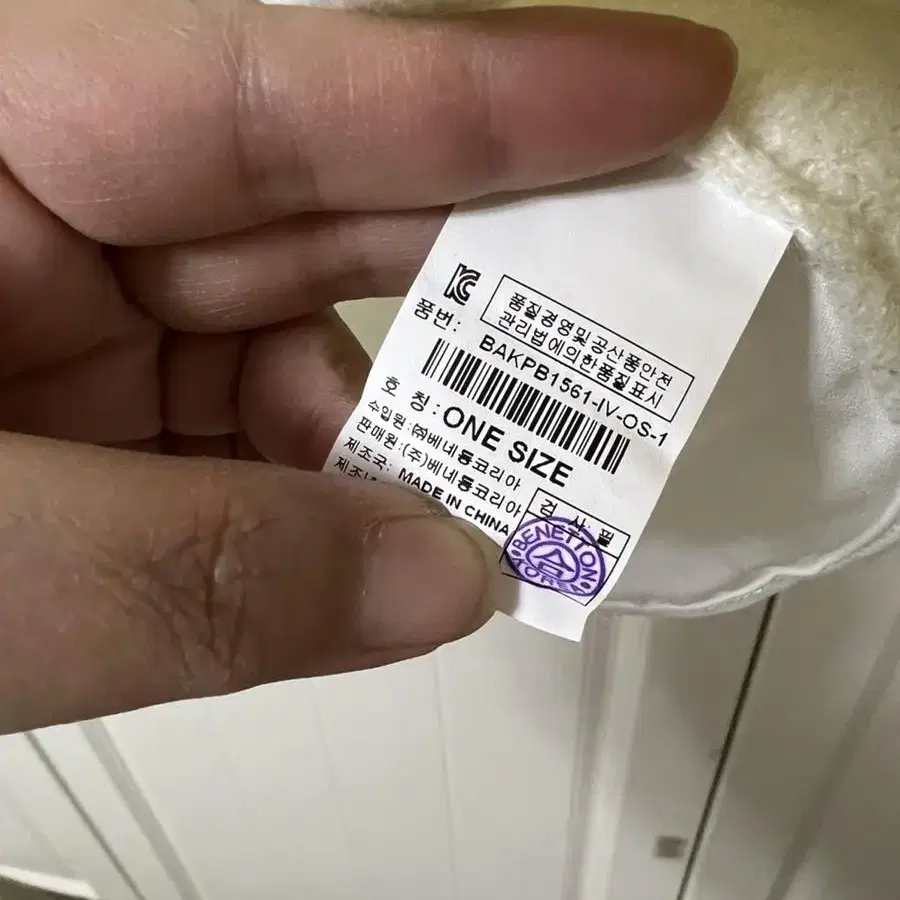 KC
품질경영및공산품안전
관리법에의한품질표시
품번:
BAKPB1561-IV-OS-1
호 칭: ONE SIZE
수입원: ㈜베네통코리아
판매원: (주)베네통코리아
제조국: MADE IN CHINA
제조
검 사: 필
BENETTON
합
KOREA